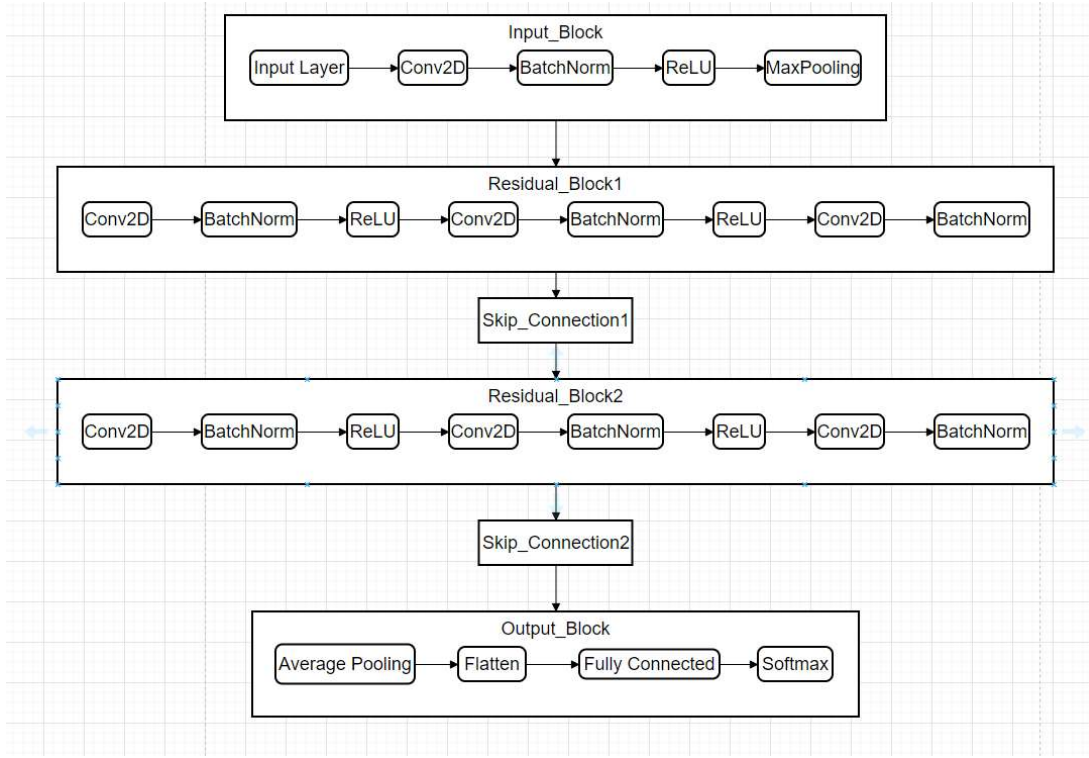 Input_Block
Input Layer Conv2D BatchNorm ReLU MaxPooling
Residual_Block1
Conv2D BatchNorm ReLU Conv2D BatchNorm ReLU Conv2D BatchNorm
Skip_Connection1
Residual_Block2
Conv2D BatchNorm ReLU Conv2D BatchNorm ReLU Conv2D BatchNorm
Skip_Connection2
Output_Block
Average Pooling Flatten Fully Connected Softmax